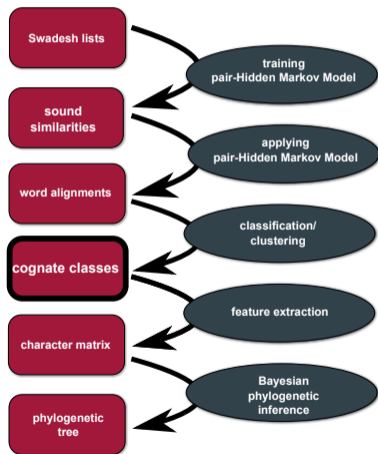 Swadesh lists
training
pair-Hidden Markov Model
sound
similarities
applying
pair-Hidden Markov Model
word alignments
classification/
clustering
cognate classes
feature extraction
character matrix
Bayesian
phylogenetic
inference
phylogenetic
tree